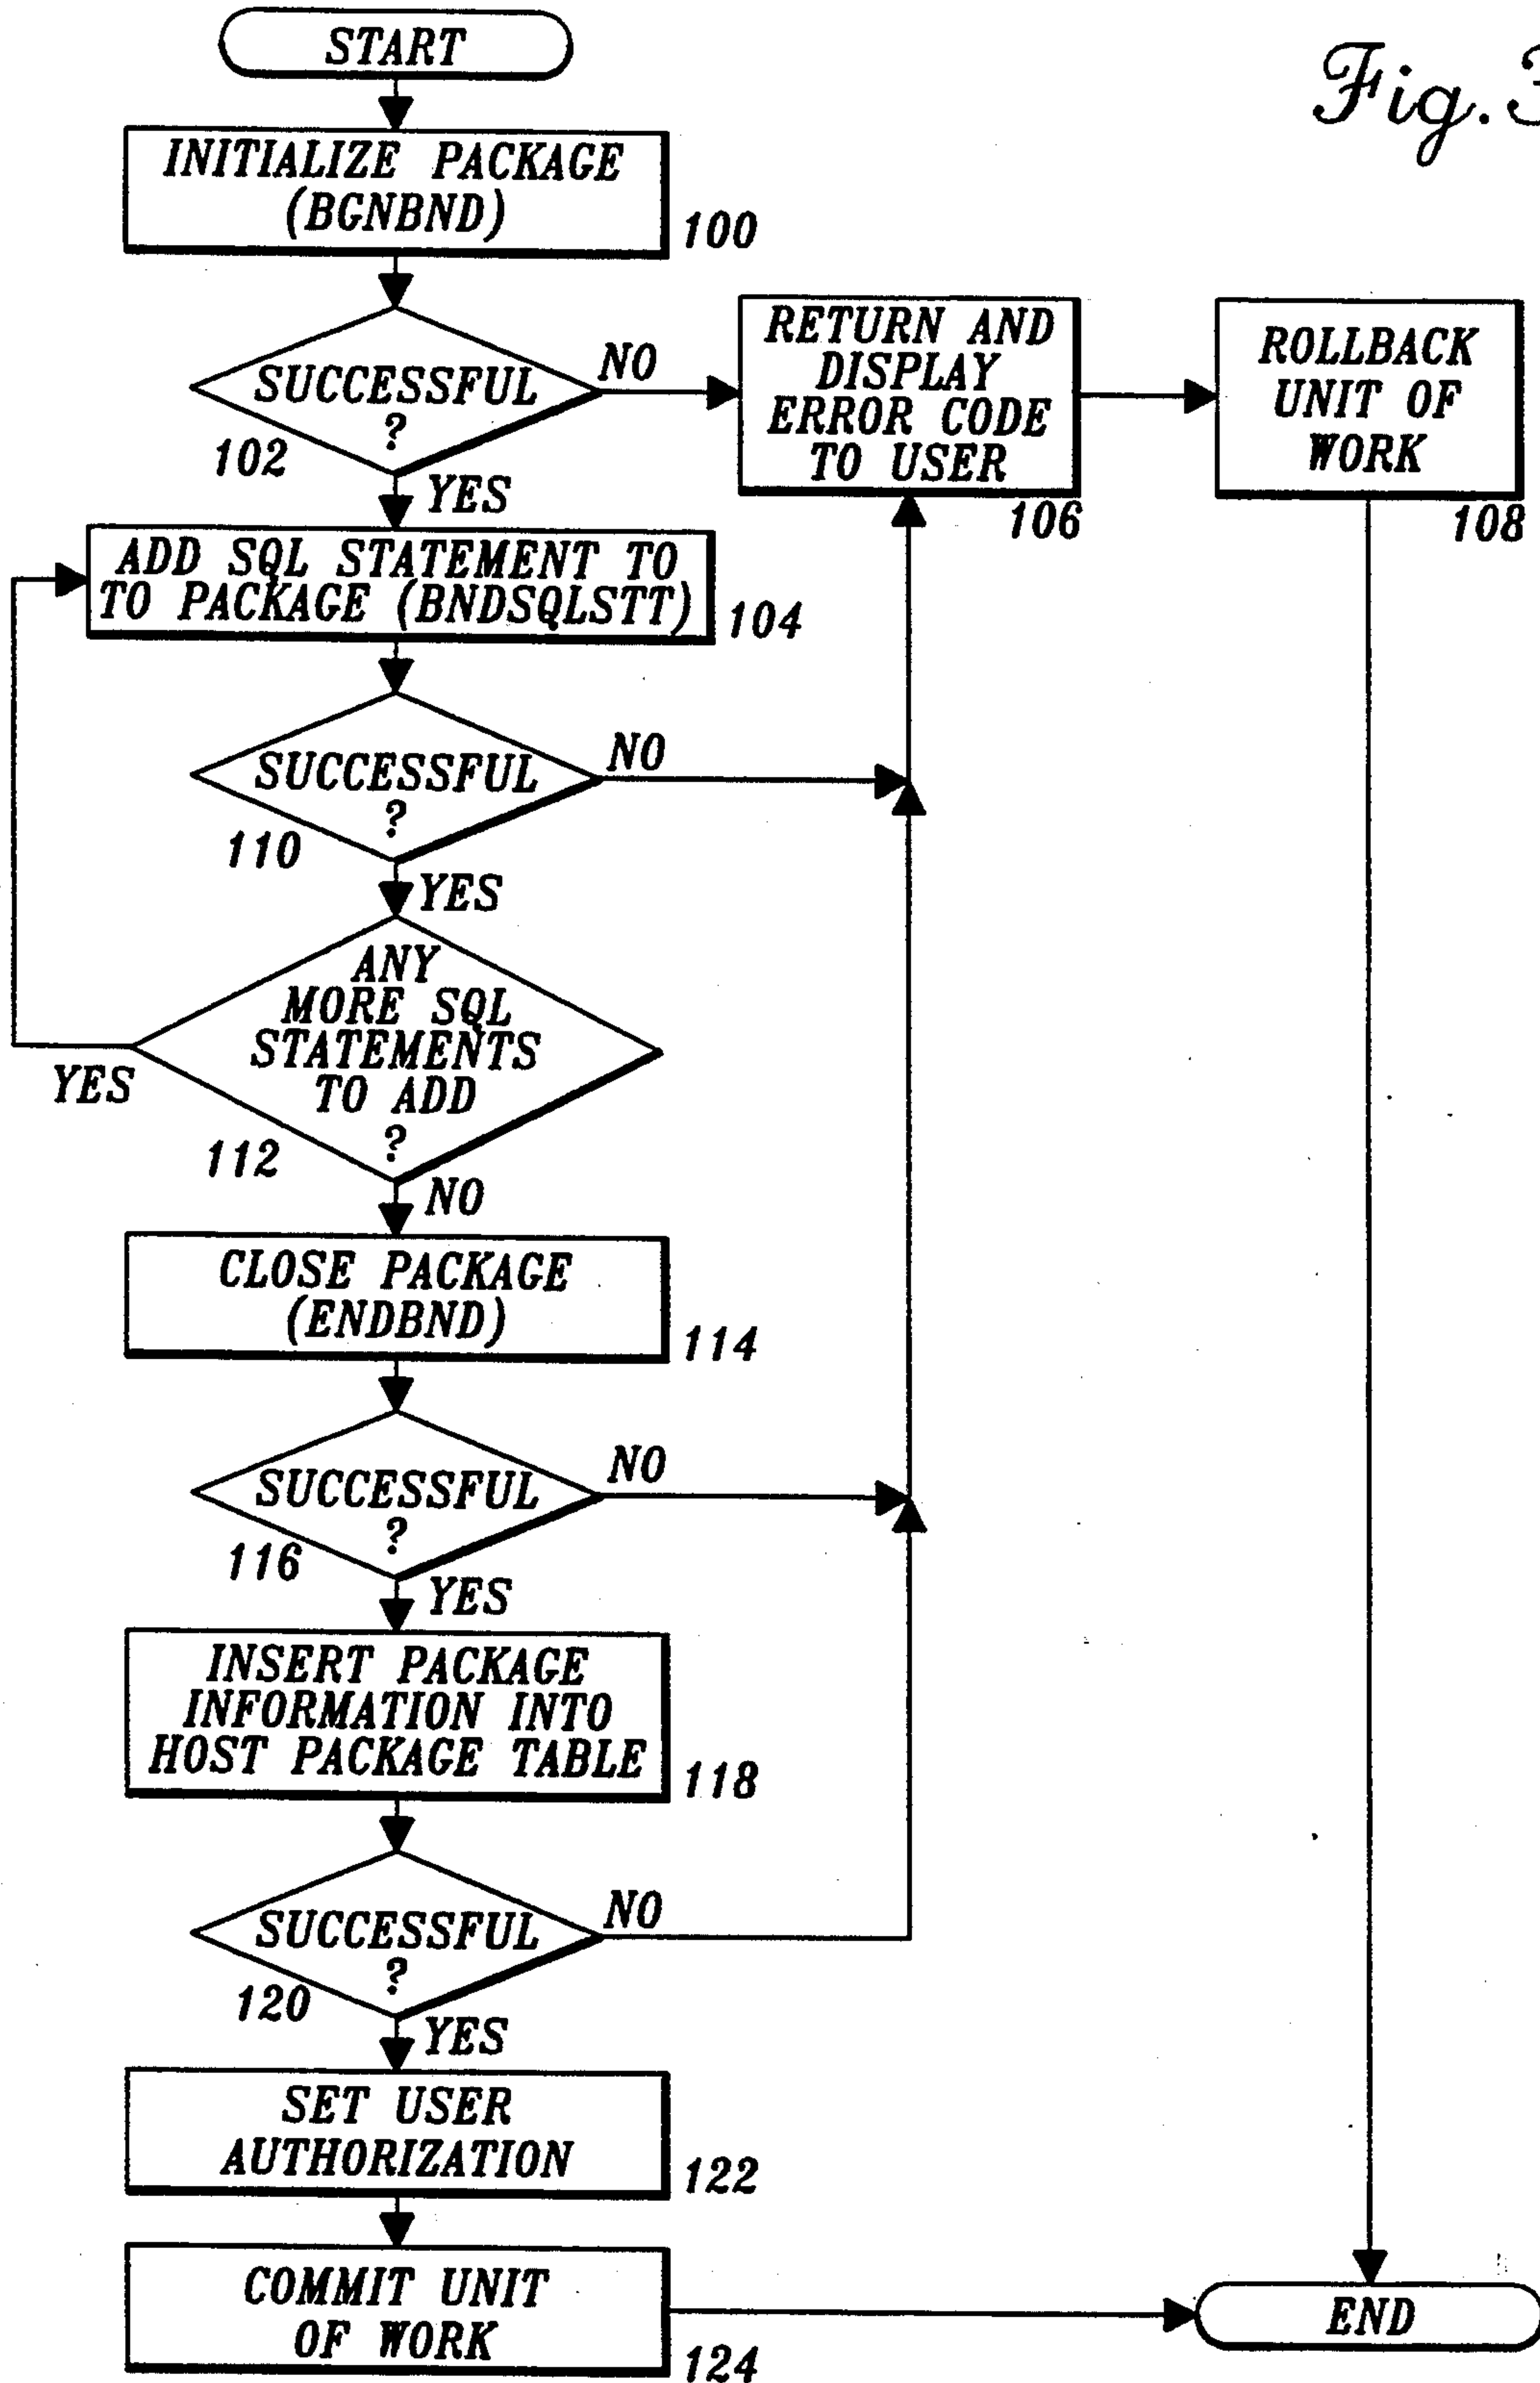 START
Fig. 3
INITIALIZE PACKAGE
(BGNBND)
100
SUCCESSFUL
?
102
NO
YES
RETURN AND
DISPLAY
ERROR CODE
TO USER
106
ROLLBACK
UNIT OF
WORK
108
ADD SQL STATEMENT TO
TO PACKAGE (BNDSQLSTT)
104
SUCCESSFUL
?
110
NO
YES
ANY
MORE SQL
STATEMENTS
TO ADD
?
112
YES
NO
CLOSE PACKAGE
(ENDBND)
114
SUCCESSFUL
?
116
NO
YES
INSERT PACKAGE
INFORMATION INTO
HOST PACKAGE TABLE
118
SUCCESSFUL
?
120
NO
YES
SET USER
AUTHORIZATION
122
COMMIT UNIT
OF WORK
124
END